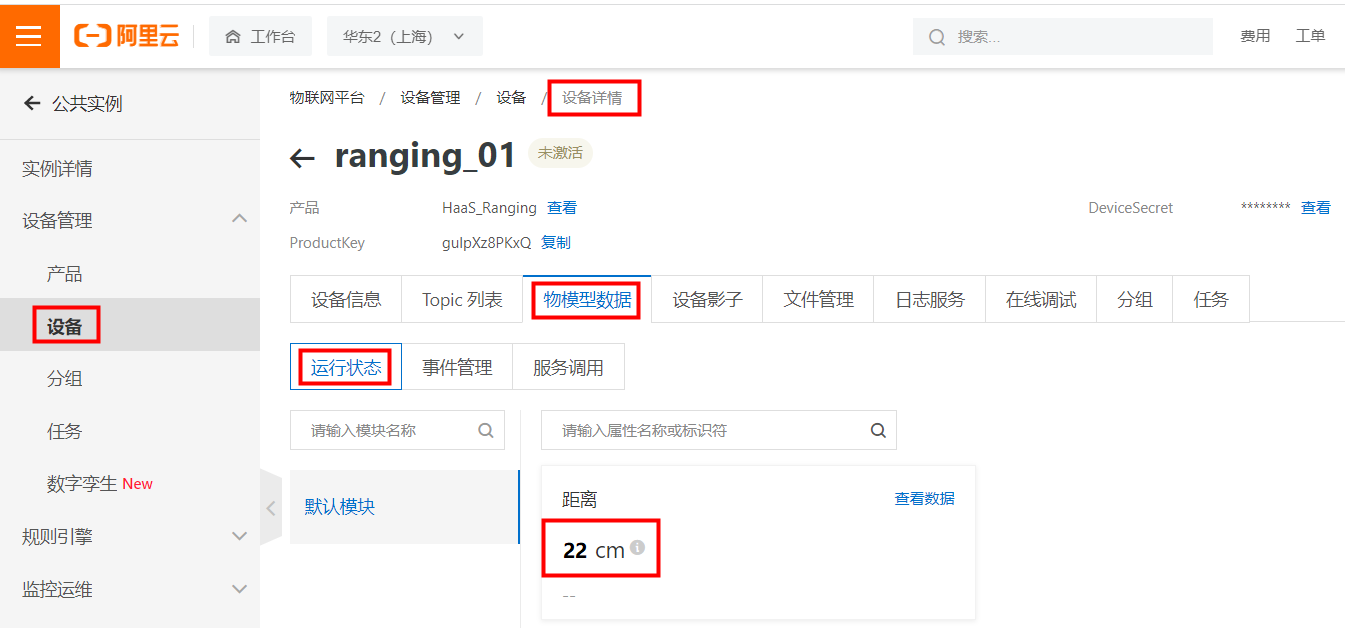 阿里云 工作台 华东2（上海） 搜索... 费用 工单
公共实例
物联网平台 / 设备管理 / 设备 / 设备详情
ranging_01 未激活
实例详情
设备管理
产品 HaaS_Ranging 查看 DeviceSecret ******** 查看
ProductKey gulpXz8PKxQ 复制
产品
设备
分组
任务
数字孪生 New
规则引擎
监控运维
设备信息 Topic 列表 物模型数据 设备影子 文件管理 日志服务 在线调试 分组 任务
运行状态 事件管理 服务调用
请输入模块名称 请输入属性名称或标识符
默认模块
距离 查看数据
22 cm
--